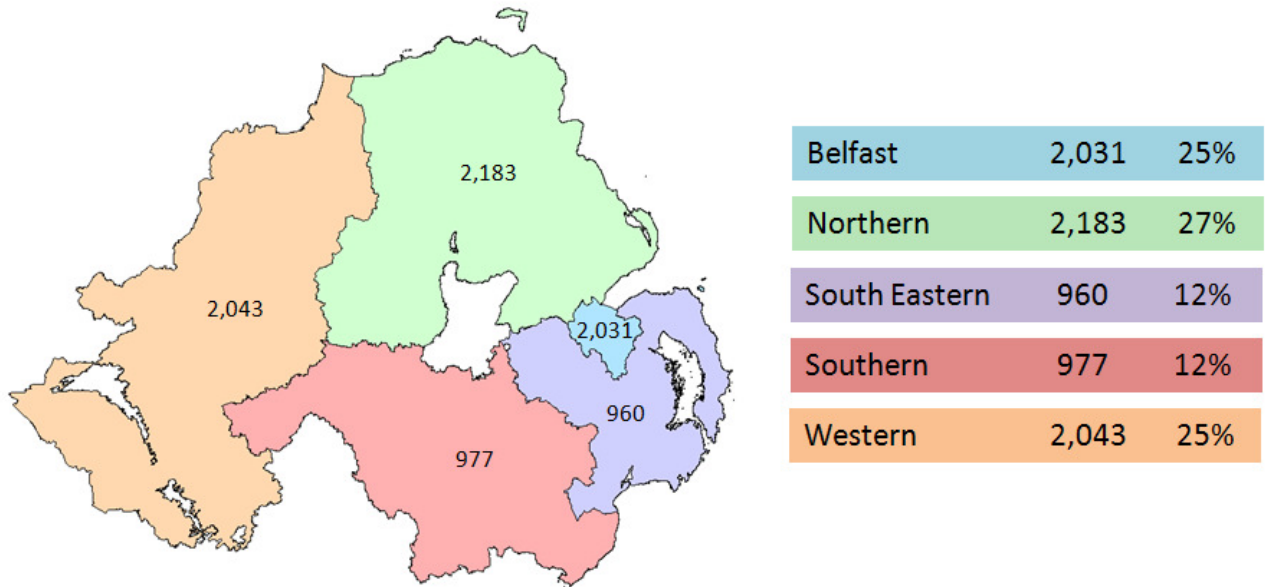 2,183
2,043
2,031
960
977
Belfast 2,031 25%
Northern 2,183 27%
South Eastern 960 12%
Southern 977 12%
Western 2,043 25%